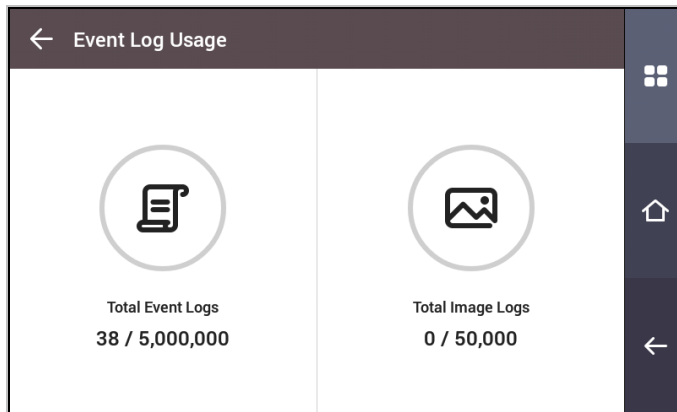 Event Log Usage
Total Event Logs
38 / 5,000,000
Total Image Logs
0 / 50,000